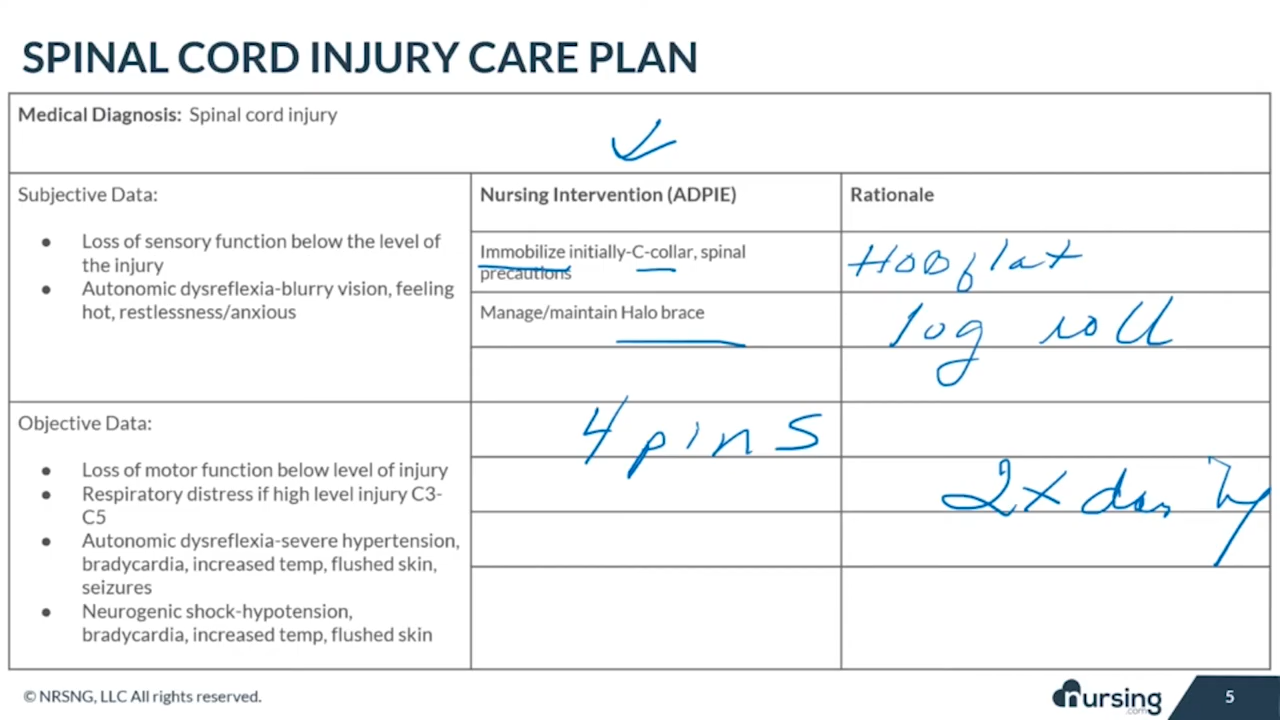 SPINAL CORD INJURY CARE PLAN
Medical Diagnosis: Spinal cord injury
Subjective Data:
Loss of sensory function below the level of
the injury
Autonomic dysreflexia-blurry vision, feeling
hot, restlessness/anxious
Nursing Intervention (ADPIE)
Rationale
Immobilize initially-C-collar, spinal
precautions
HOB flat
Manage/maintain Halo brace
log roll
Objective Data:
Loss of motor function below level of injury
Respiratory distress if high level injury C3-
C5
Autonomic dysreflexia-severe hypertension,
bradycardia, increased temp, flushed skin,
seizures
Neurogenic shock-hypotension,
bradycardia, increased temp, flushed skin
4 pins
2x daily
© NRSNG, LLC All rights reserved.
nursing
.com
5